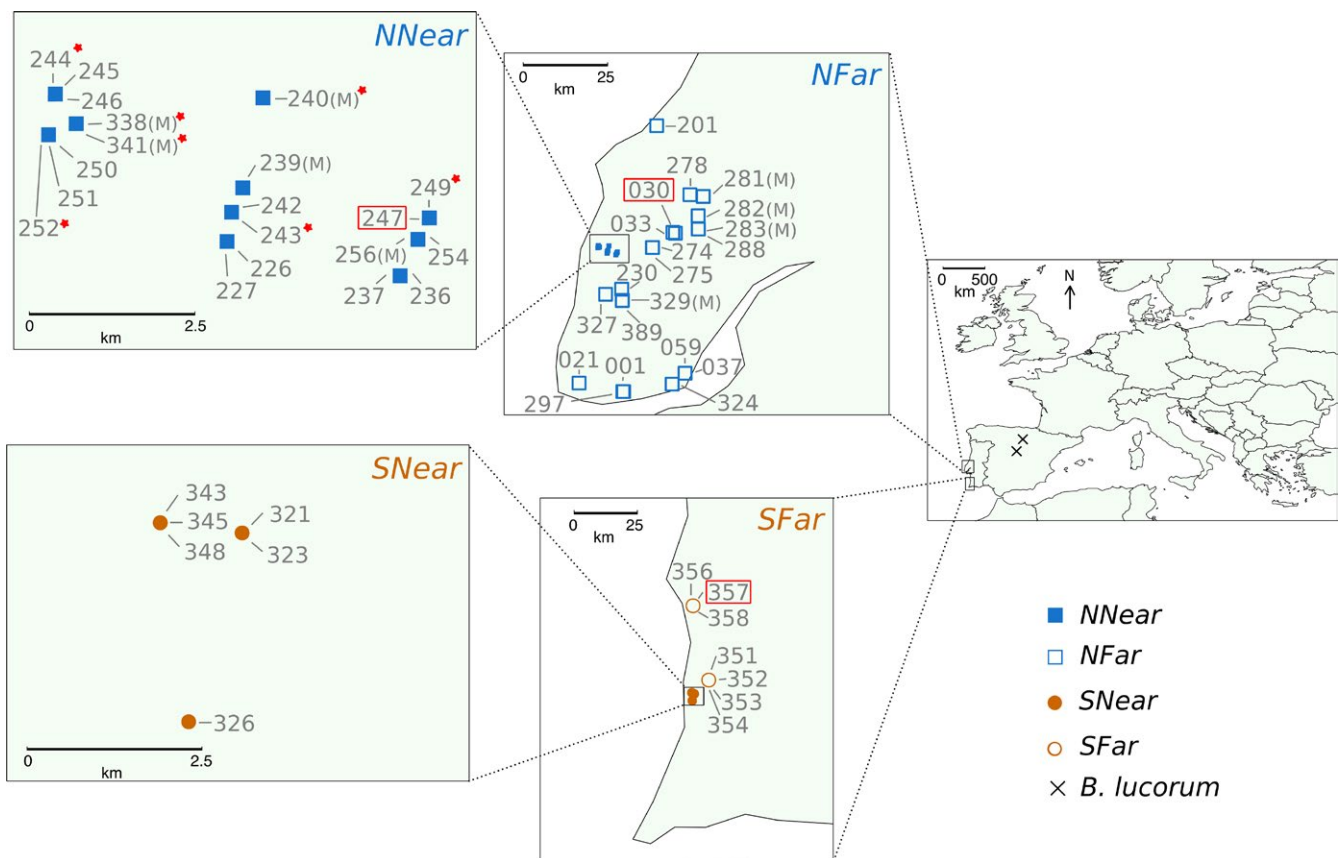 NNear
244
245
246
338(M)
341(M)
250
251
252
240(M)
239(M)
242
243
226
227
249
247
256(M)
254
237
236
0
2.5
km
NFar
0
25
km
201
278
281(M)
030
282(M)
033
283(M)
274
288
275
230
329(M)
327
389
059
021
001
037
297
324
0
500
km
N
SNear
343
345
348
321
323
326
0
2.5
km
SFar
0
25
km
356
357
358
351
352
353
354
NNear
NFar
SNear
SFar
B. lucorum